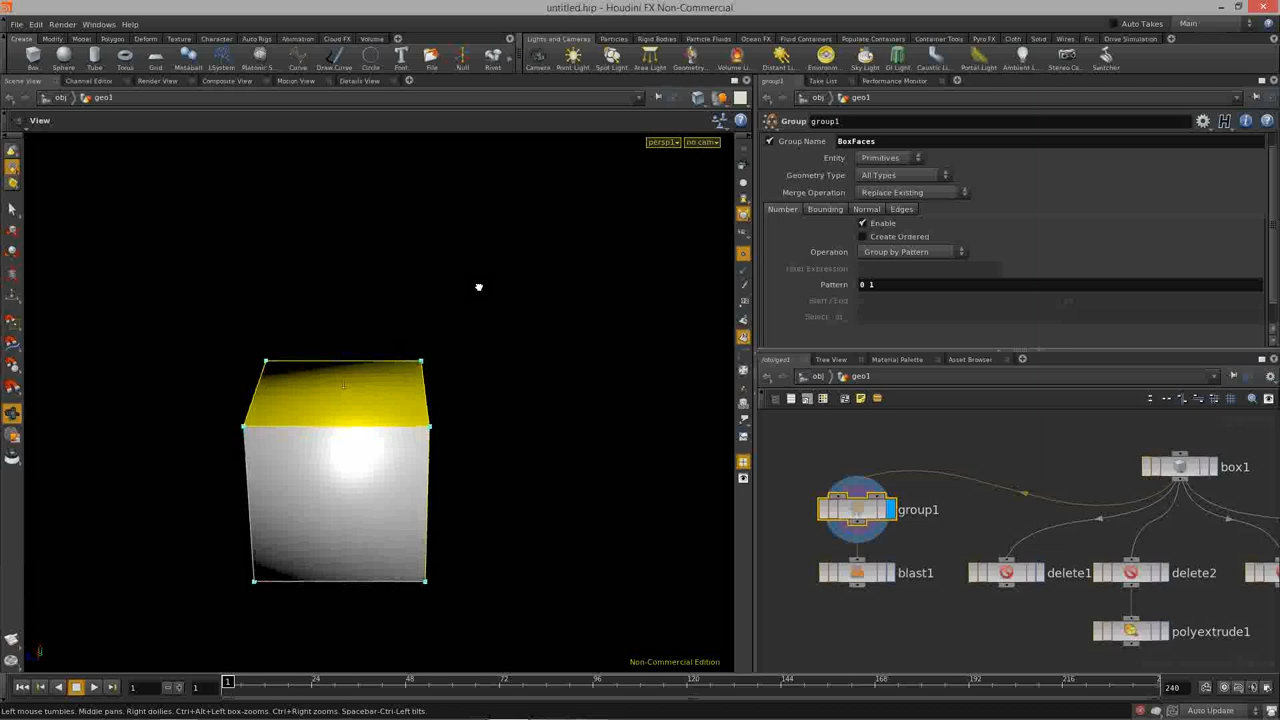 untitled.hip - Houdini FX Non-Commercial
File Edit Render Windows Help
Auto Takes Main
Create Modify Model Polygon Deform Texture Character Auto Rigs Animation Cloud FX Volume
Lights and Cameras Particles Rigid Bodies Particle Fluids Ocean FX Fluid Containers Populate Containers Container Tools Pyro FX Cloth Solid Wires Fur Drive Simulation
Box Sphere Tube Torus Grid Metaball LSystem Platonic S... Curve Draw Curve Circle Font File Null Rivet
Camera Point Light Spot Light Area Light Geometry... Volume Li... Distant Li... Environm... Sky Light GI Light Caustic Li... Portal Light Ambient L... Stereo Ca... Switcher
Scene View Channel Editor Render View Composite View Motion View Details View
group1 Take List Performance Monitor
obj geo1
obj geo1
View
persp1 no cam
Group group1
Group Name BoxFaces
Entity Primitives
Geometry Type All Types
Merge Operation Replace Existing
Number Bounding Normal Edges
Enable
Create Ordered
Operation Group by Pattern
Pattern 0 1
/obj/geo1 Tree View Material Palette Asset Browser
obj geo1
box1
group1
blast1 delete1 delete2
polyextrude1
Non-Commercial Edition
1 1 1 24 48 72 96 120 144 168 192 216 2 240
Left mouse tumbles. Middle pans. Right dollies. Ctrl+Alt+Left box-zooms. Ctrl+Right zooms. Spacebar-Ctrl-Left tilts.
Auto Update